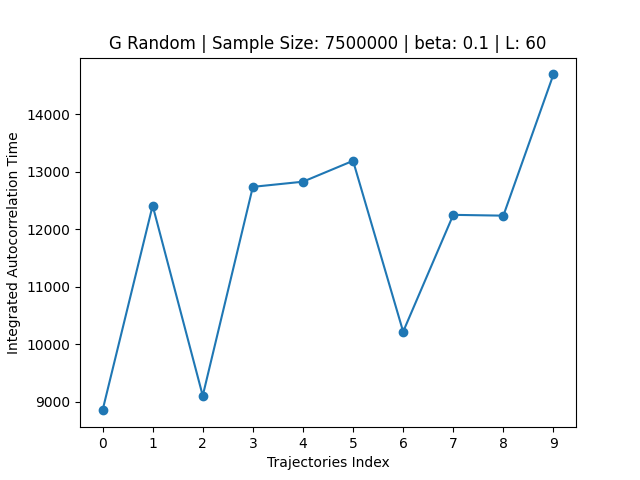 G Random | Sample Size: 7500000 | beta: 0.1 | L: 60
Integrated Autocorrelation Time
14000
13000
12000
11000
10000
9000
0 1 2 3 4 5 6 7 8 9
Trajectories Index